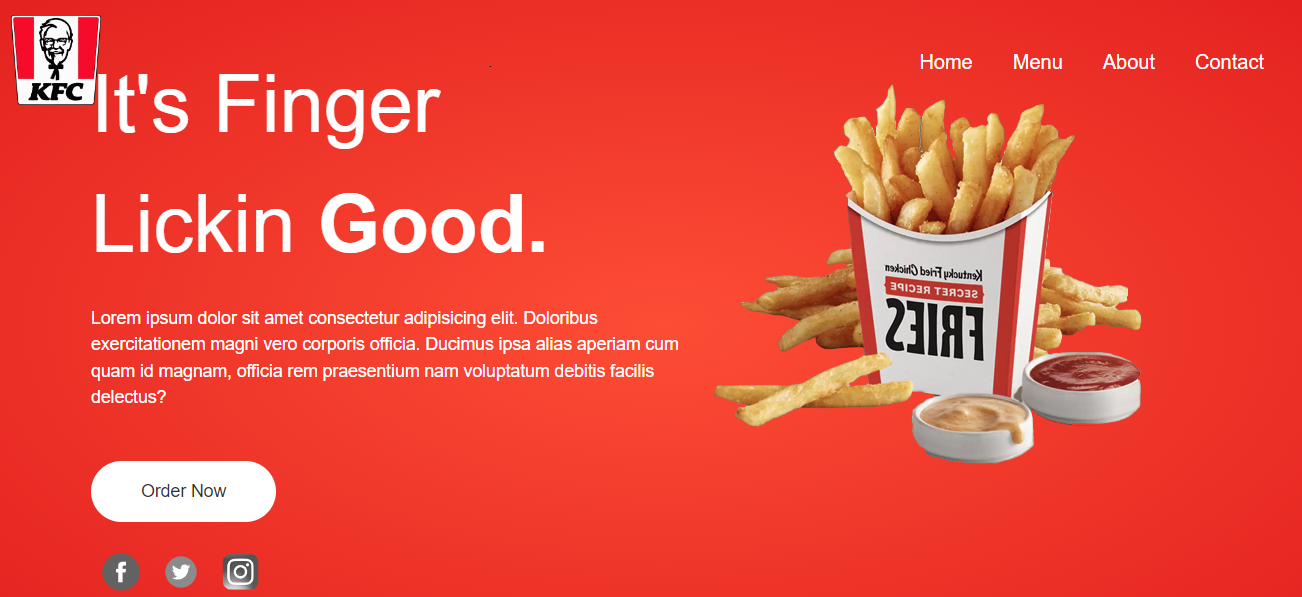 KFC
Home Menu About Contact
It's Finger
Lickin Good.
Lorem ipsum dolor sit amet consectetur adipisicing elit. Doloribus
exercitationem magni vero corporis officia. Ducimus ipsa alias aperiam cum
quam id magnam, officia rem praesentium nam voluptatum debitis facilis
delectus?
Order Now
Kentucky Fried Chicken
SECRET RECIPE
FRIES